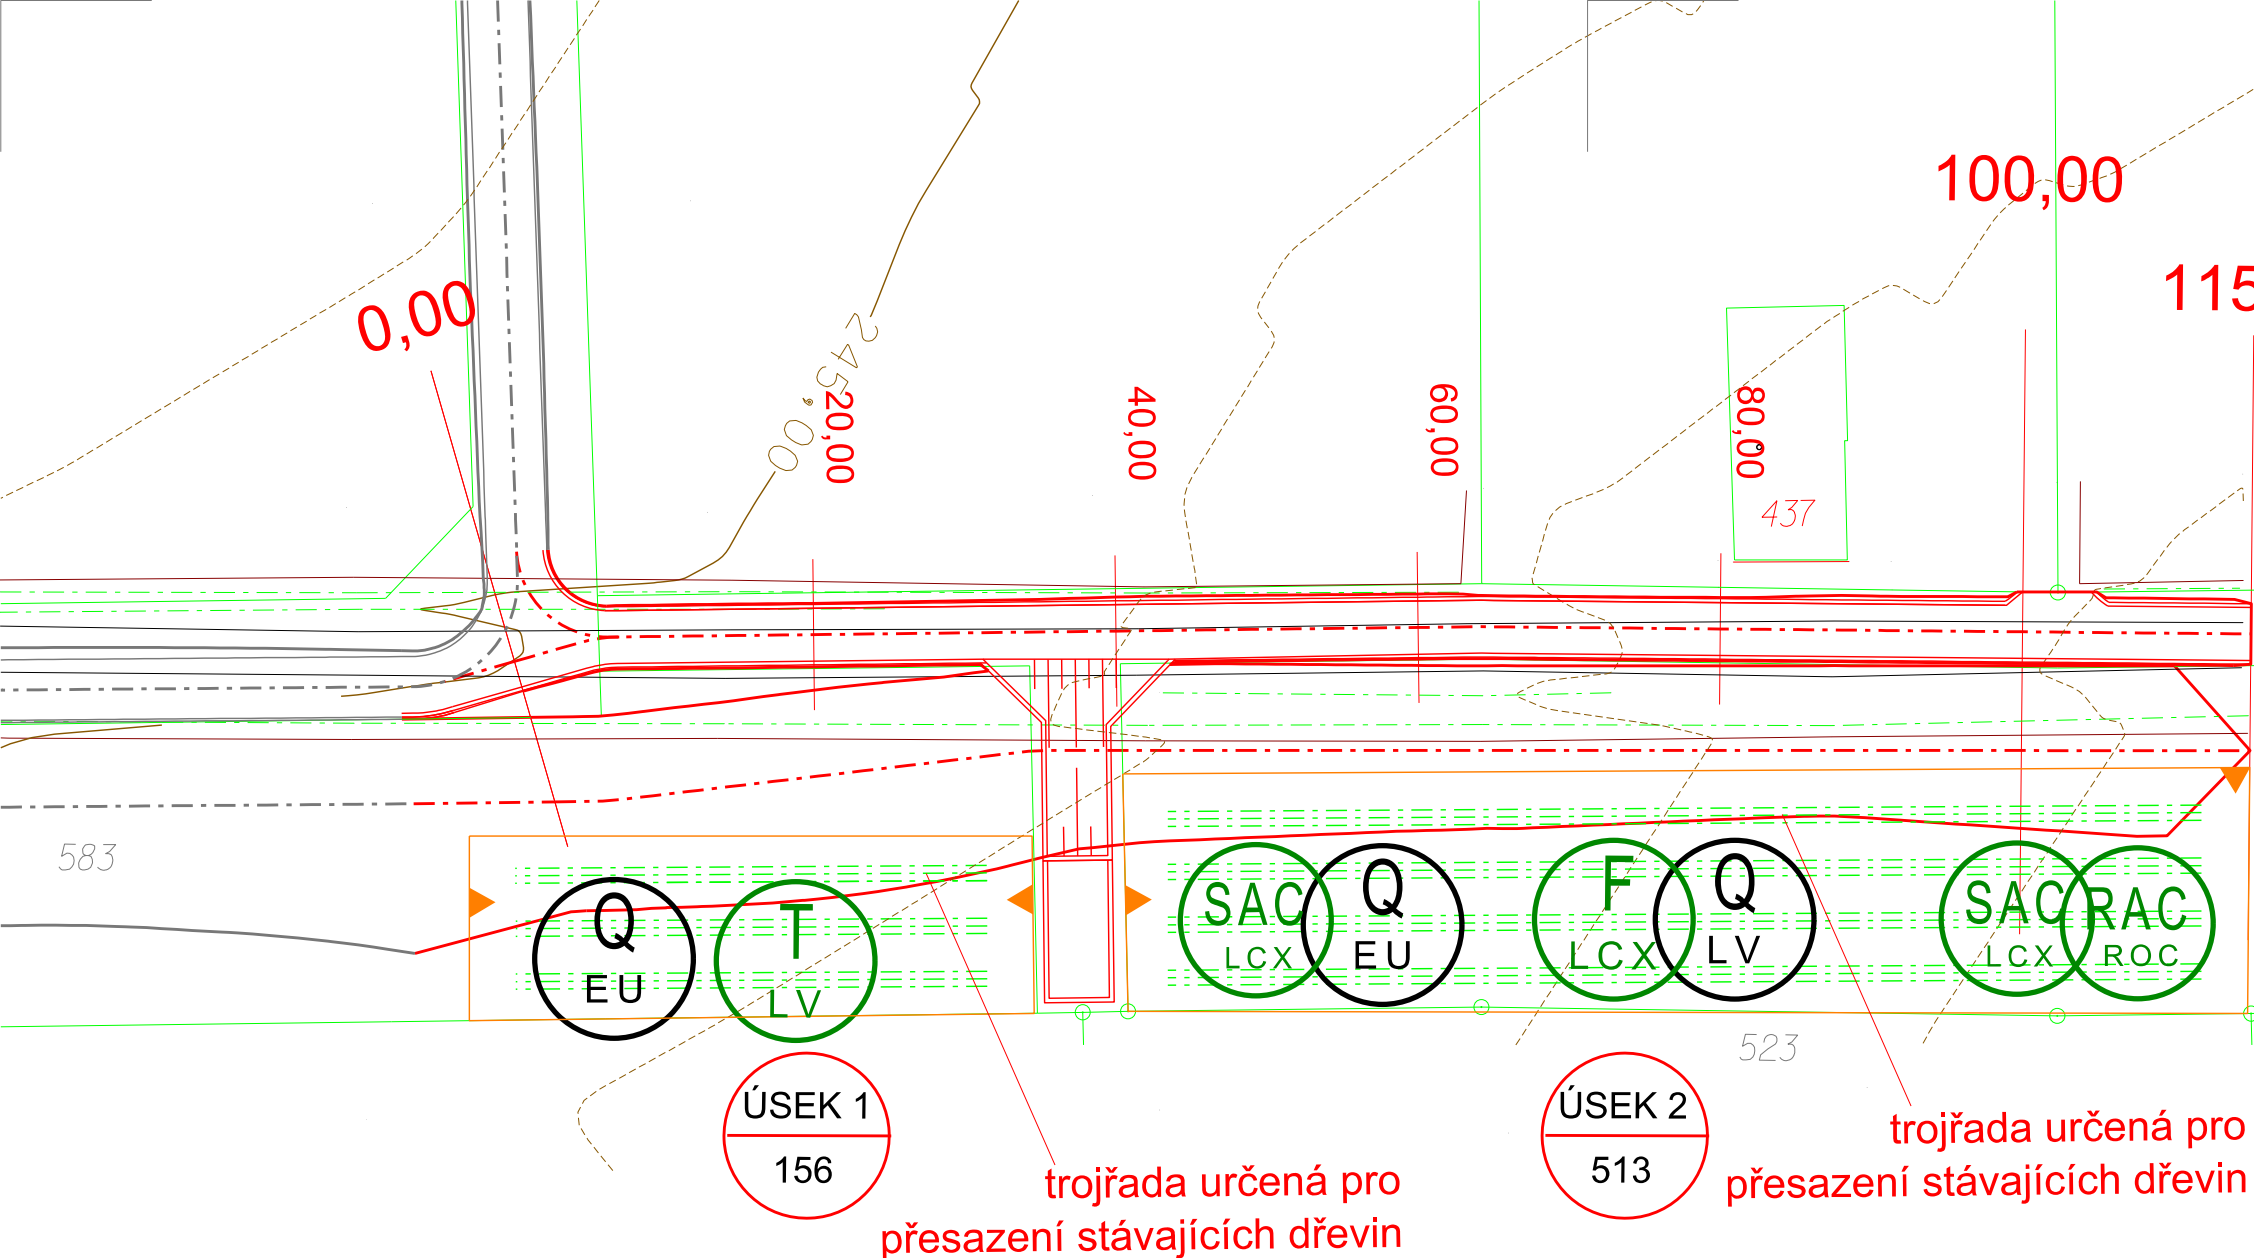 100,00
115
0,00
245,00
20,00
40,00
60,00
80,00
437
583
Q
EU
T
LV
SAC
LCX
Q
EU
F
LCX
Q
LV
SAC
LCX
RAC
ROC
523
ÚSEK 1
156
ÚSEK 2
513
trojřada určená pro
přesazení stávajících dřevin
trojřada určená pro
přesazení stávajících dřevin